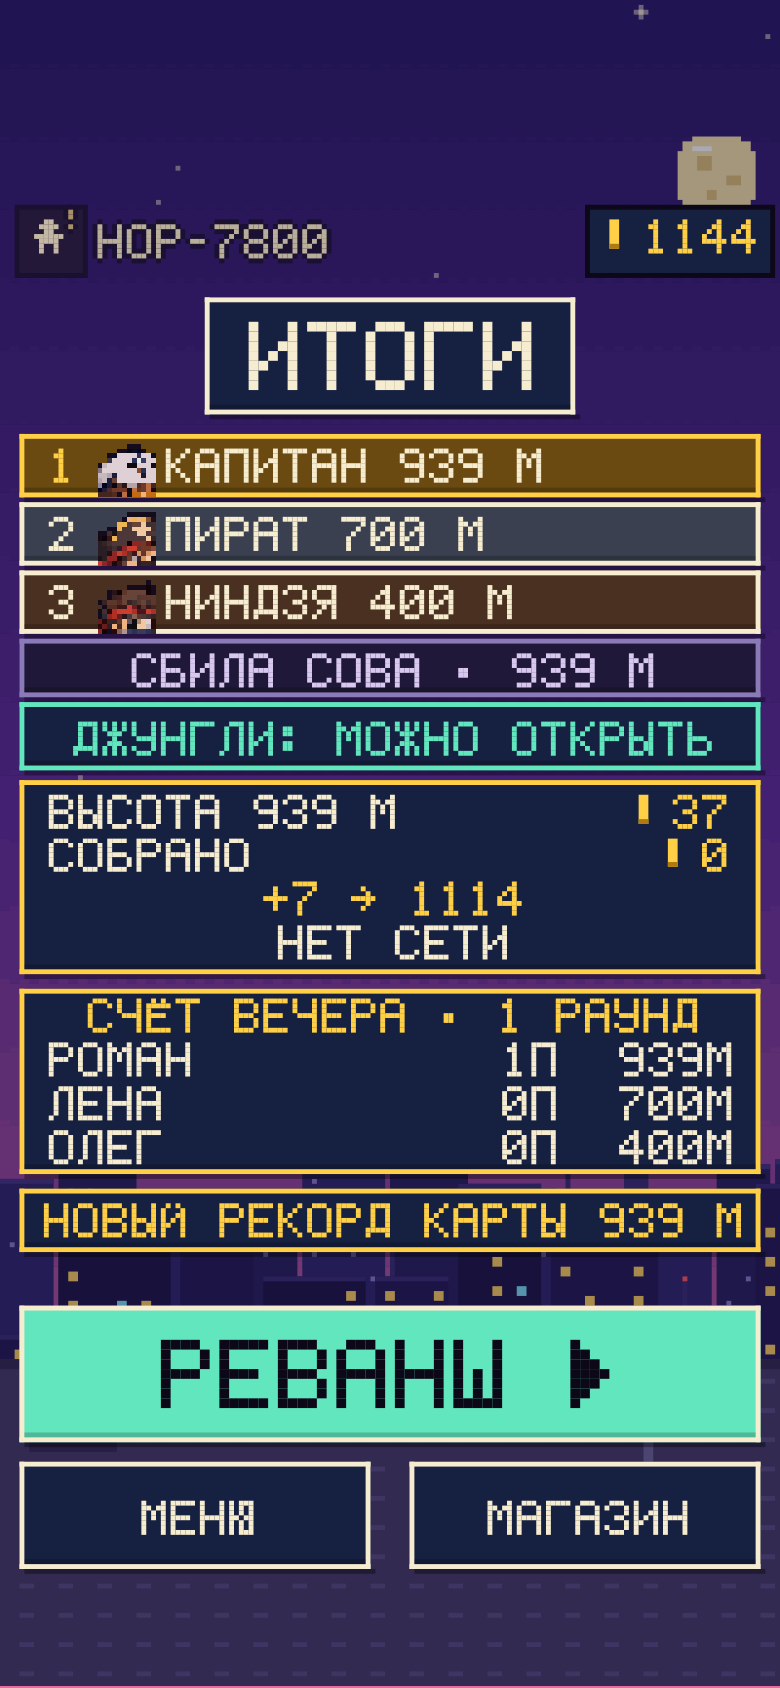 НОР-7800
1144
ИТОГИ
1 КАПИТАН 939 М
2 ПИРАТ 700 М
3 НИНДЗЯ 400 М
СБИЛА СОВА · 939 М
ДЖУНГЛИ: МОЖНО ОТКРЫТЬ
ВЫСОТА 939 М 37
СОБРАНО 0
+7 → 1114
НЕТ СЕТИ
СЧЁТ ВЕЧЕРА · 1 РАУНД
РОМАН 1П 939М
ЛЕНА 0П 700М
ОЛЕГ 0П 400М
НОВЫЙ РЕКОРД КАРТЫ 939 М
РЕВАНШ
МЕНЮ
МАГАЗИН